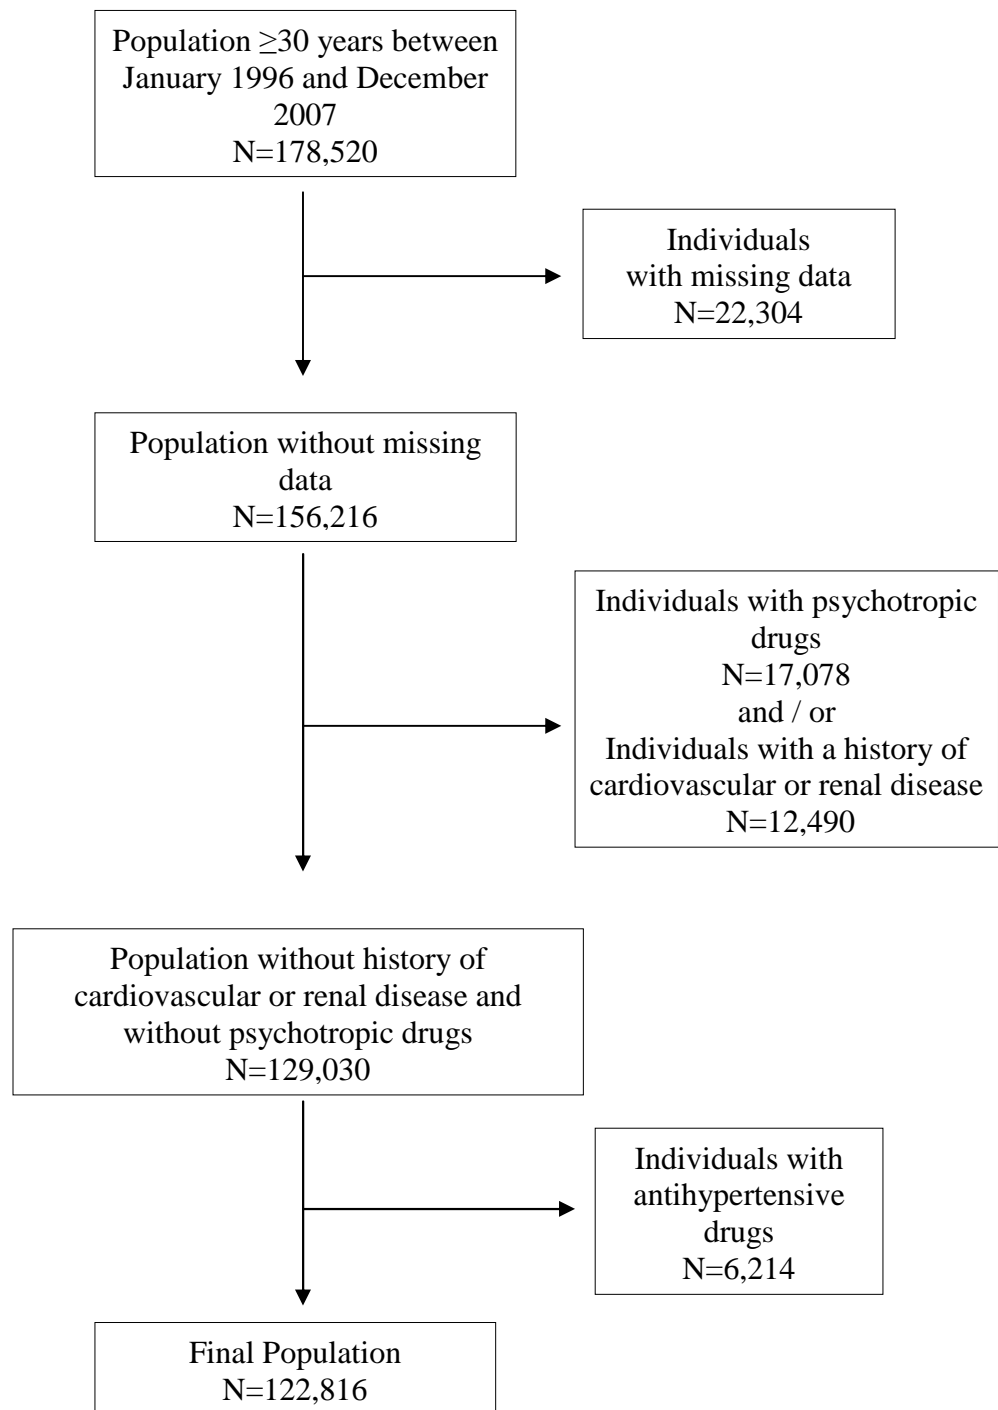 Population ≥30 years between
January 1996 and December
2007
N=178,520
Individuals
with missing data
N=22,304
Population without missing
data
N=156,216
Individuals with psychotropic
drugs
N=17,078
and / or
Individuals with a history of
cardiovascular or renal disease
N=12,490
Population without history of
cardiovascular or renal disease and
without psychotropic drugs
N=129,030
Individuals with
antihypertensive
drugs
N=6,214
Final Population
N=122,816